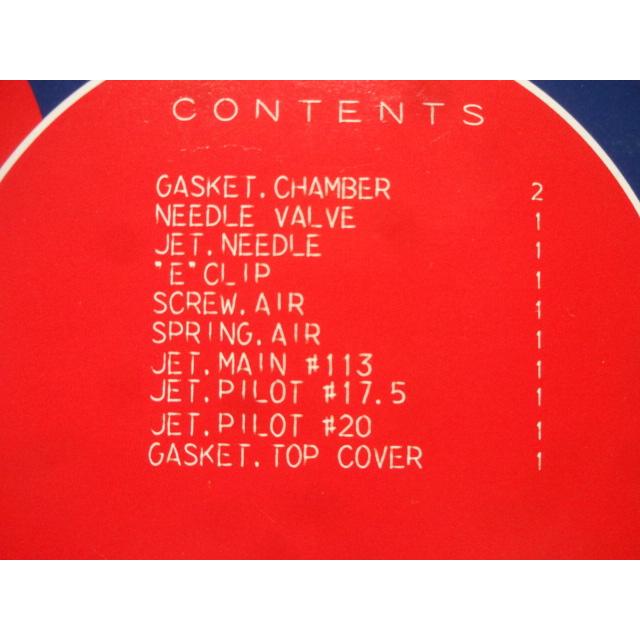 CONTENTS
GASKET.CHAMBER 2
NEEDLE VALVE 1
JET.NEEDLE 1
"E"CLIP 1
SCREW.AIR 1
SPRING.AIR 1
JET.MAIN #113 1
JET.PILOT #17.5 1
JET.PILOT #20 1
GASKET.TOP COVER 1